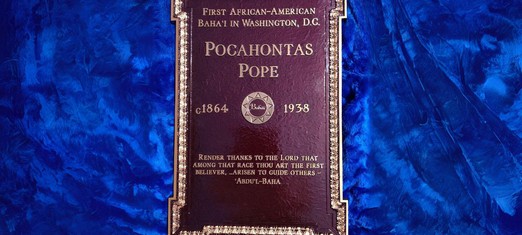 First African-American
Baha'i in Washington, D.C.
Pocahontas
Pope
c1864 Bahá'í 1938
Render thanks to the Lord that
among that race thou art the first
believer, ...arisen to guide others –
'Abdu'l-Baha